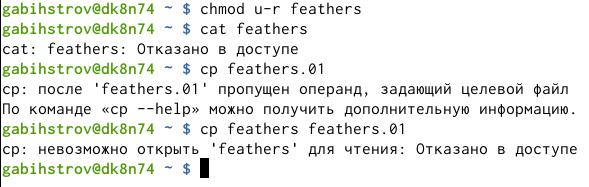 gabihstrov@dk8n74 ~ $ chmod u-r feathers
gabihstrov@dk8n74 ~ $ cat feathers
cat: feathers: Отказано в доступе
gabihstrov@dk8n74 ~ $ cp feathers.01
cp: после 'feathers.01' пропущен операнд, задающий целевой файл
По команде «cp --help» можно получить дополнительную информацию.
gabihstrov@dk8n74 ~ $ cp feathers feathers.01
cp: невозможно открыть 'feathers' для чтения: Отказано в доступе
gabihstrov@dk8n74 ~ $